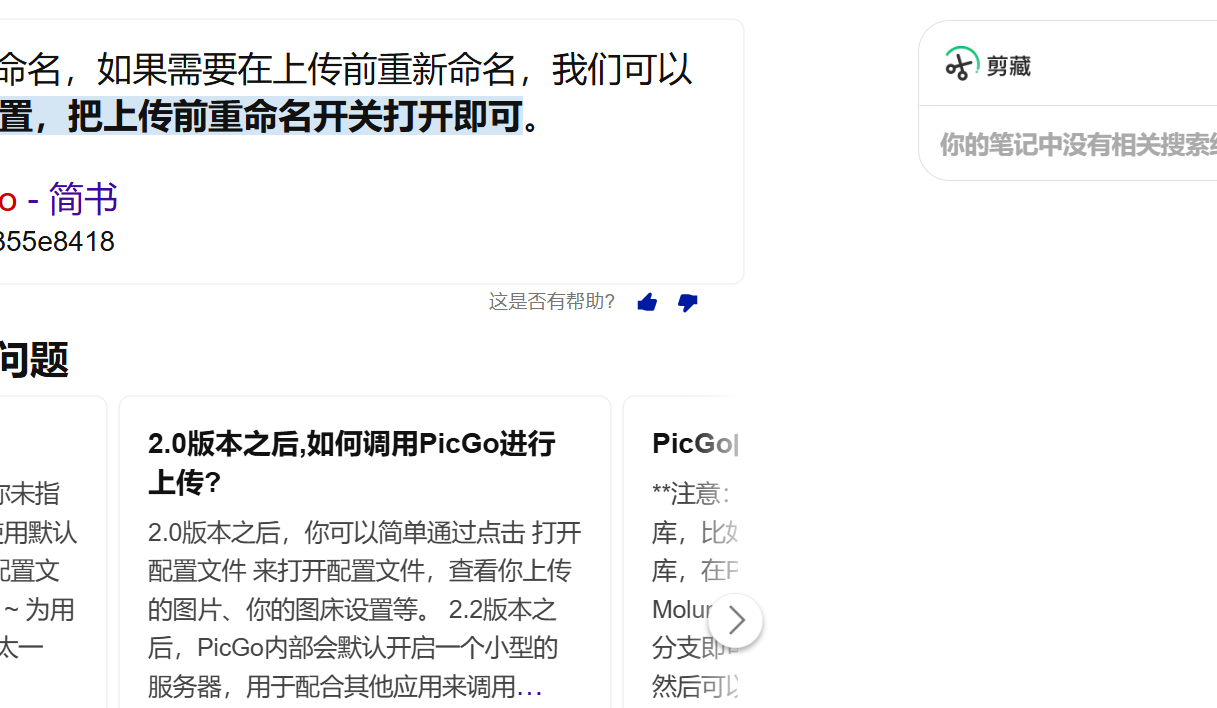 命名，如果需要在上传前重新命名，我们可以
置，把上传前重命名开关打开即可。
o - 简书
355e8418
这是否有帮助?
问题
你未指
使用默认
配置文
~ 为用
太一
2.0版本之后,如何调用PicGo进行
上传?
2.0版本之后，你可以简单通过点击 打开
配置文件 来打开配置文件，查看你上传
的图片、你的图床设置等。 2.2版本之
后，PicGo内部会默认开启一个小型的
服务器，用于配合其他应用来调用…
PicGo
**注意:
库，比如
库，在P
Molun
分支即可
然后可以
剪藏
你的笔记中没有相关搜索结